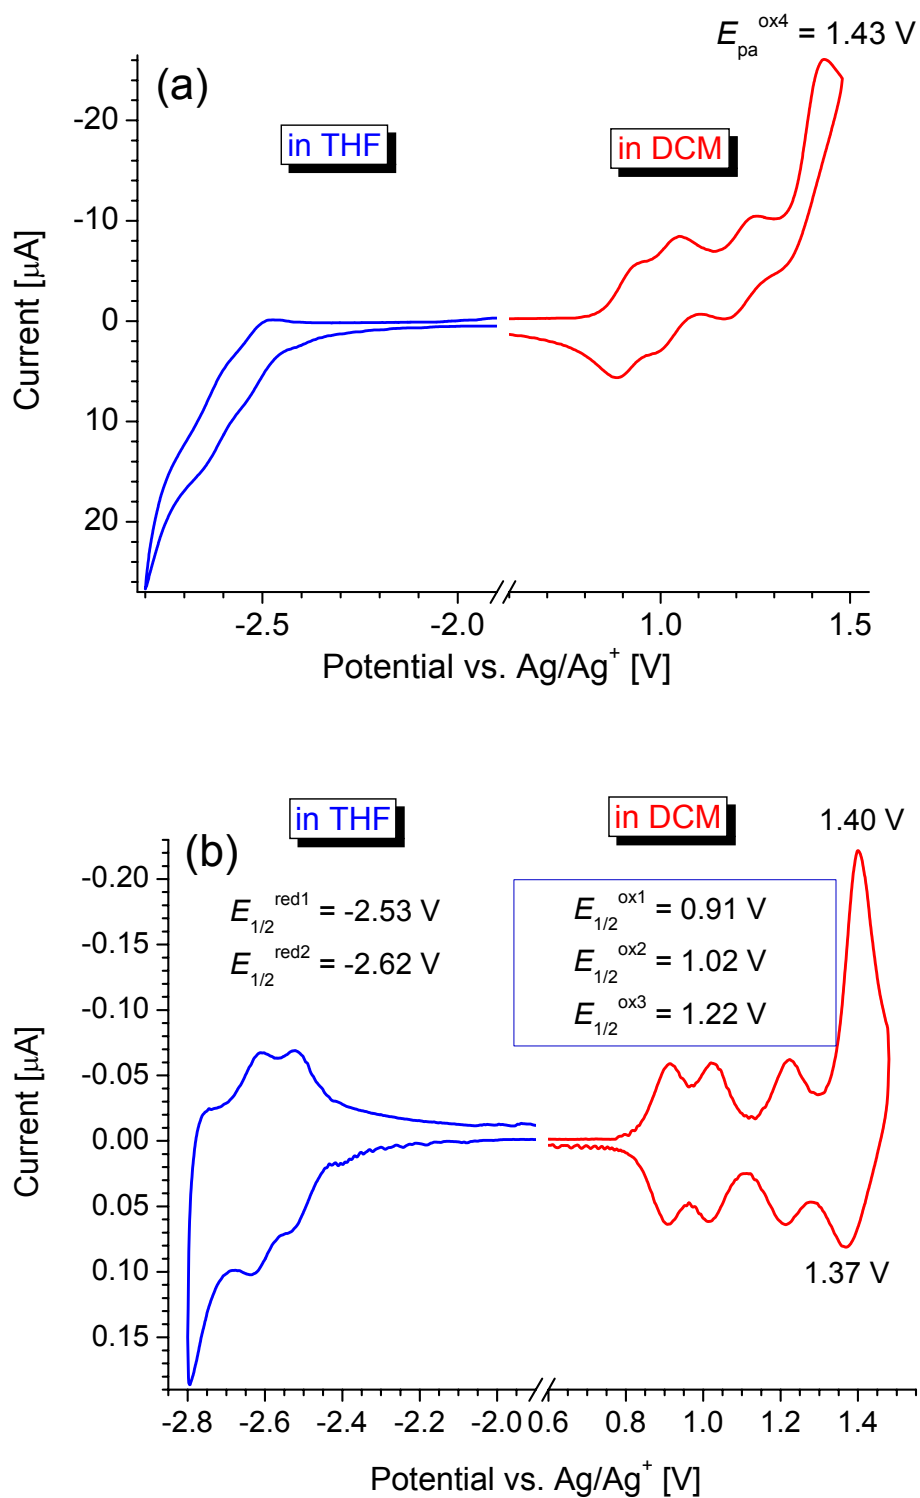 E_pa^ox4 = 1.43 V
(a)
in THF
in DCM
-20
-10
0
10
20
Current [μA]
-2.5 -2.0 1.0 1.5
Potential vs. Ag/Ag⁺ [V]
in THF
in DCM
1.40 V
(b)
E_1/2^red1 = -2.53 V
E_1/2^red2 = -2.62 V
E_1/2^ox1 = 0.91 V
E_1/2^ox2 = 1.02 V
E_1/2^ox3 = 1.22 V
-0.20
-0.15
-0.10
-0.05
0.00
0.05
0.10
0.15
Current [μA]
1.37 V
-2.8 -2.6 -2.4 -2.2 -2.0 0.6 0.8 1.0 1.2 1.4
Potential vs. Ag/Ag⁺ [V]